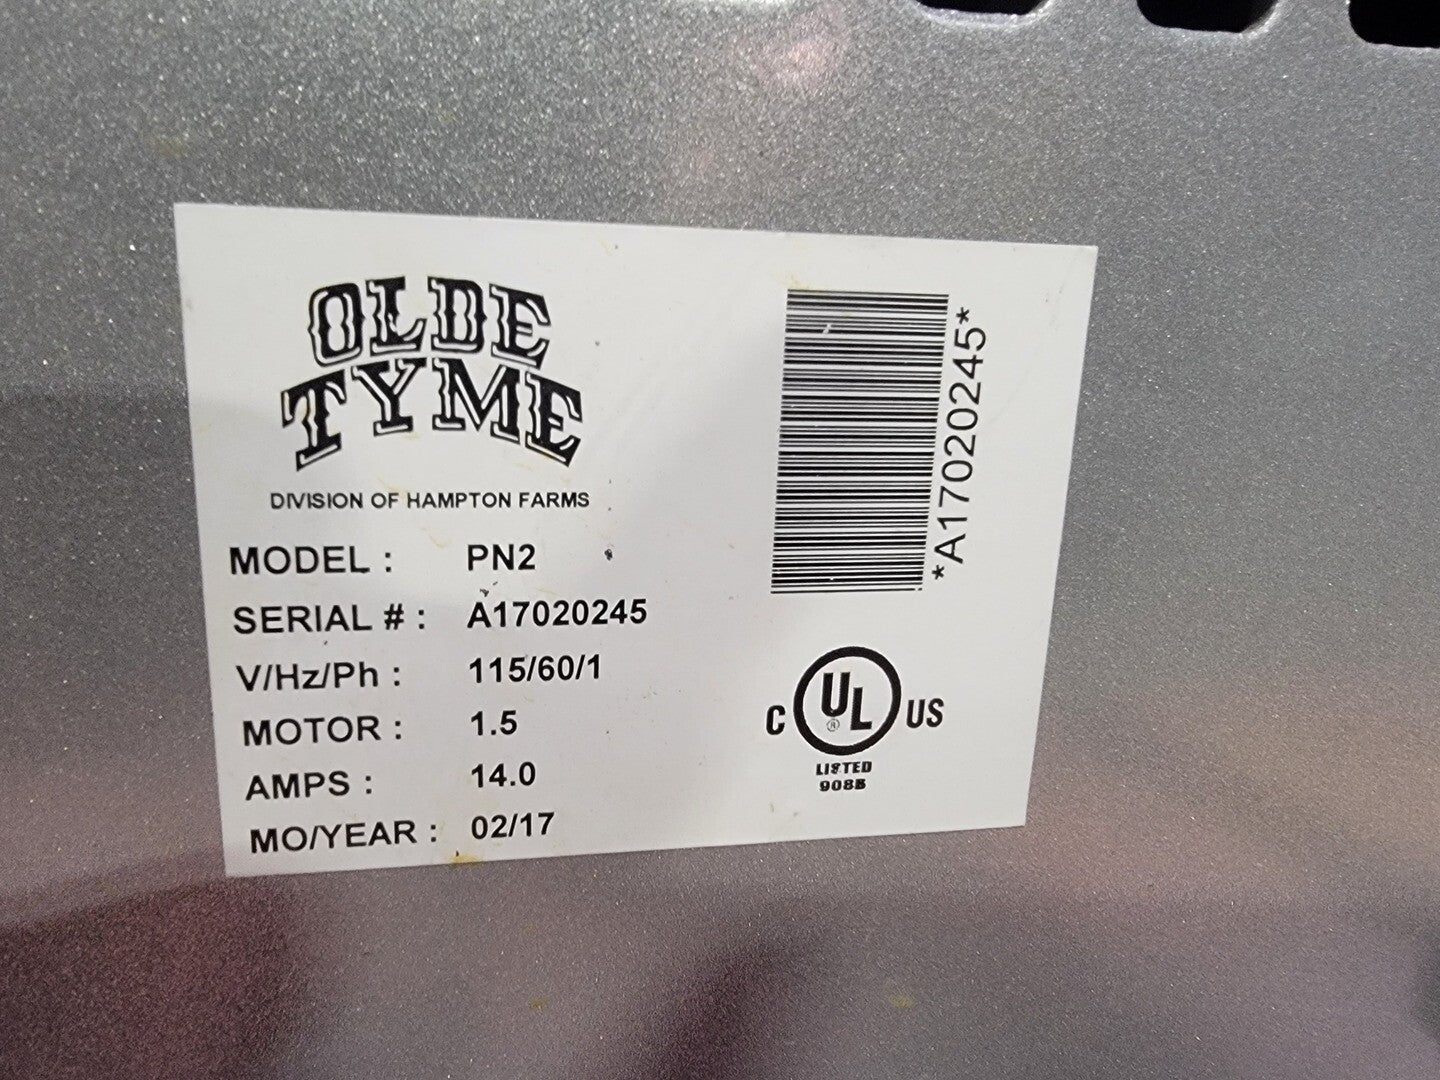 OLDE
TYME
DIVISION OF HAMPTON FARMS
MODEL : PN2
SERIAL # : A17020245
V/Hz/Ph : 115/60/1
MOTOR : 1.5
AMPS : 14.0
MO/YEAR : 02/17
*A17020245*
C UL US
®
LISTED